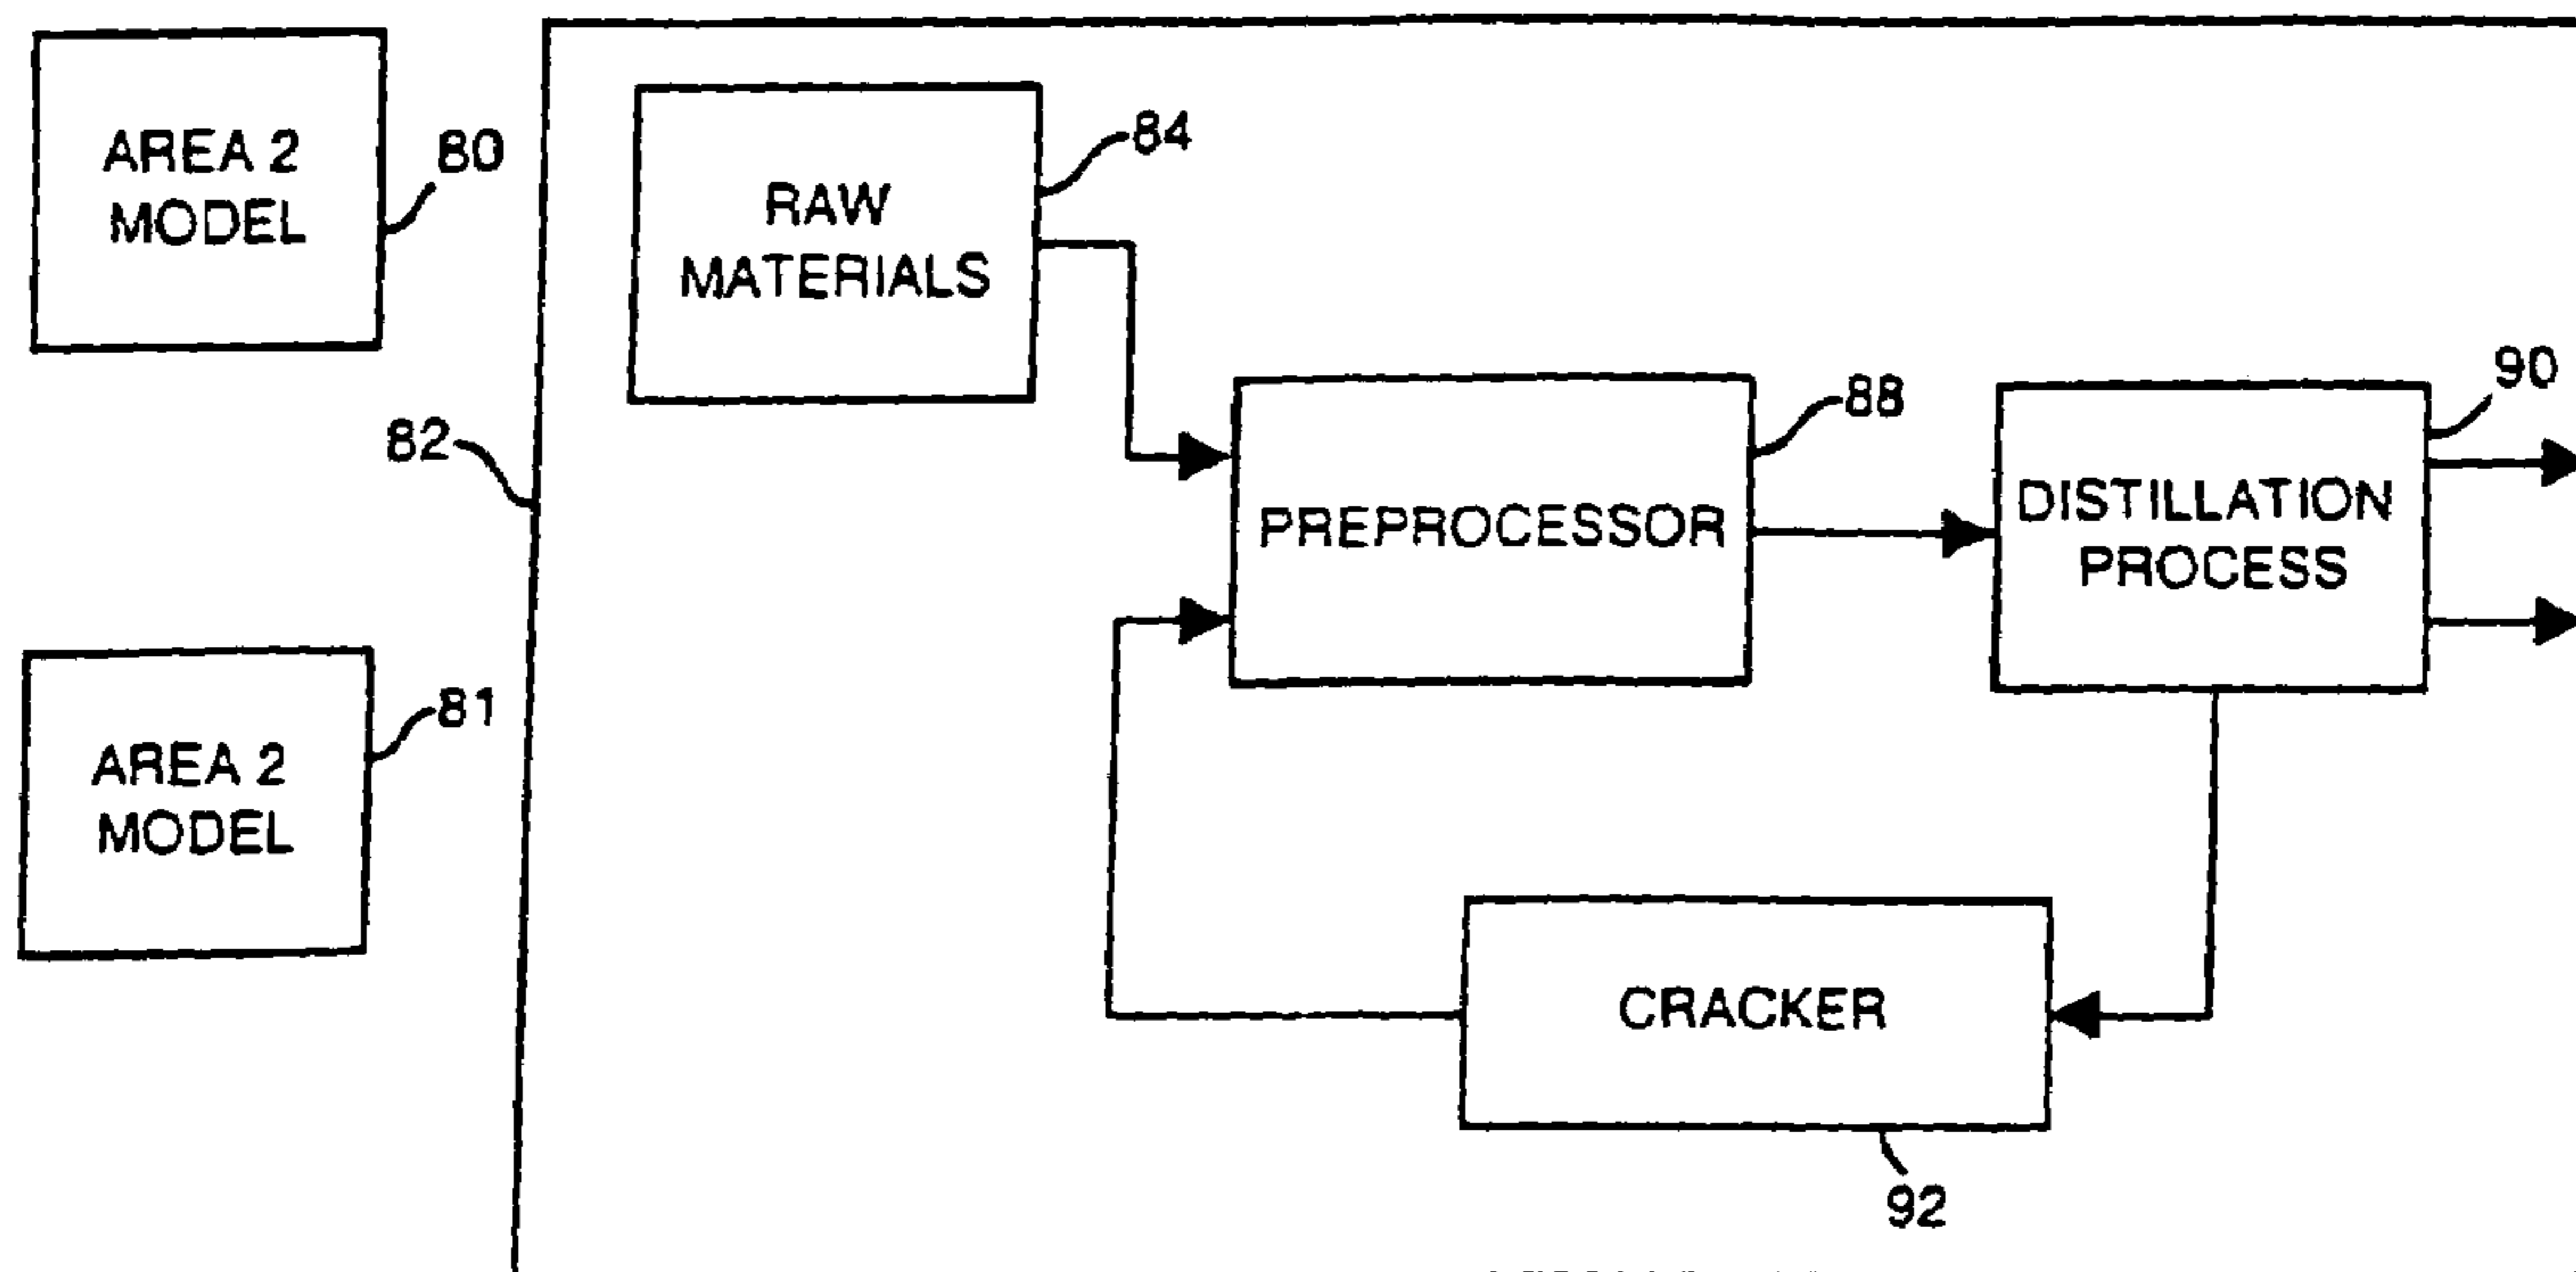 AREA 2
MODEL
80
RAW
MATERIALS
84
82
PREPROCESSOR
88
DISTILLATION
PROCESS
90
AREA 2
MODEL
81
CRACKER
92